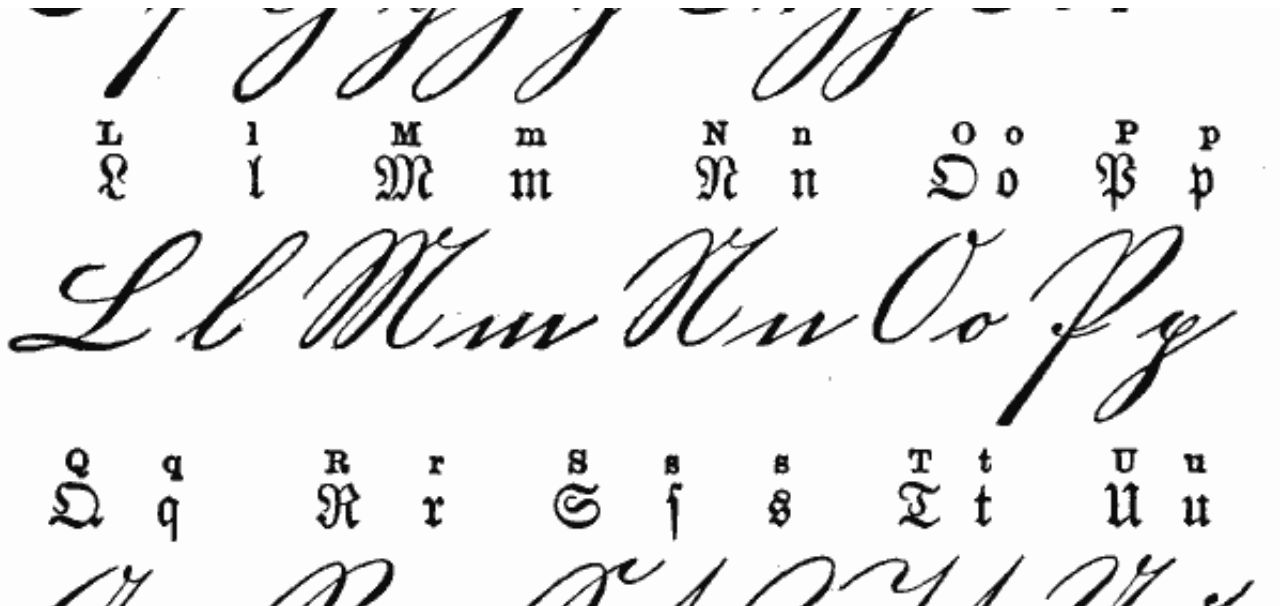 L l M m N n O o P p
𝔏 𝔩 𝔐 𝔪 𝔑 𝔫 𝔒 𝔬 𝔓 𝔭
L l M m N n O o P p
Q q R r S s s T t U u
𝔔 𝔮 ℜ 𝔯 𝔖 ſ 𝔰 𝔗 𝔱 𝔘 𝔲